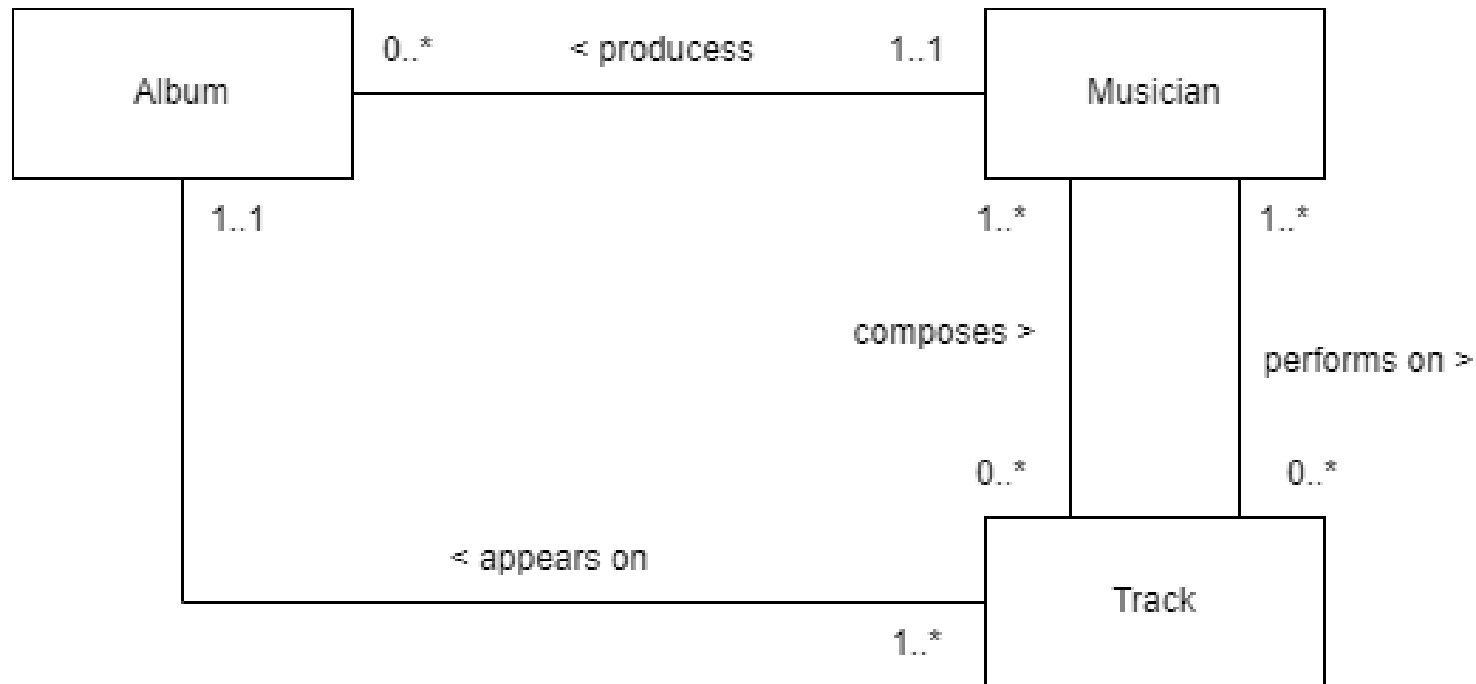 0..* < producess 1..1
Album Musician
1..1 1..* 1..*
composes >
performs on >
0..* 0..*
< appears on
Track
1..*